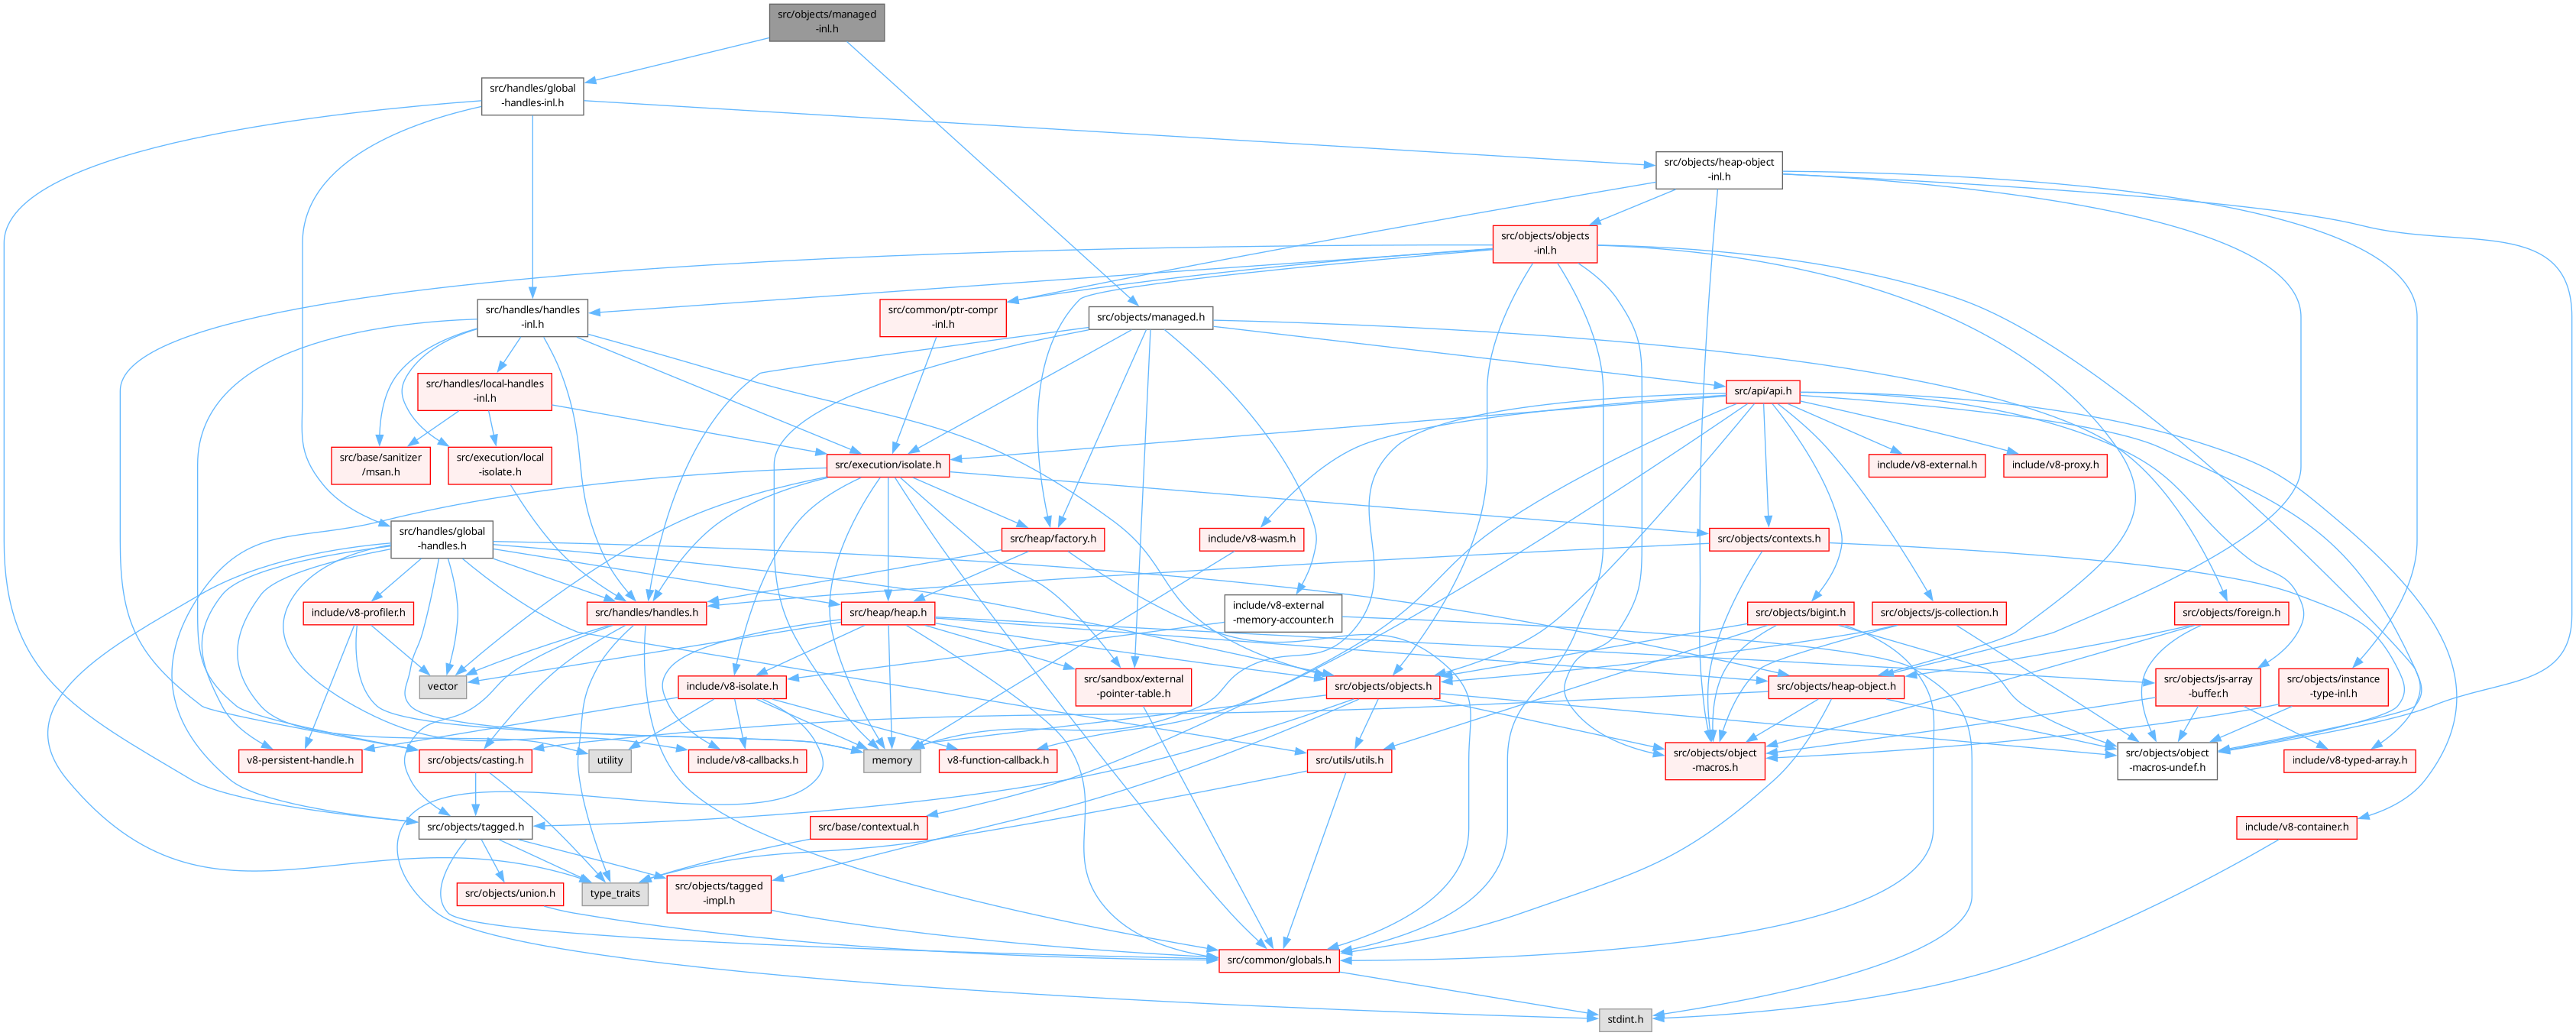 src/objects/managed
-inl.h
src/handles/global
-handles-inl.h
src/objects/heap-object
-inl.h
src/objects/objects
-inl.h
src/handles/handles
-inl.h
src/common/ptr-compr
-inl.h
src/objects/managed.h
src/handles/local-handles
-inl.h
src/api/api.h
src/base/sanitizer
/msan.h
src/execution/local
-isolate.h
src/execution/isolate.h
include/v8-external.h
include/v8-proxy.h
src/handles/global
-handles.h
src/heap/factory.h
include/v8-wasm.h
src/objects/contexts.h
include/v8-profiler.h
src/handles/handles.h
src/heap/heap.h
include/v8-external
-memory-accounter.h
src/objects/bigint.h
src/objects/js-collection.h
src/objects/foreign.h
vector
include/v8-isolate.h
src/sandbox/external
-pointer-table.h
src/objects/objects.h
src/objects/heap-object.h
src/objects/js-array
-buffer.h
src/objects/instance
-type-inl.h
v8-persistent-handle.h
src/objects/casting.h
utility
include/v8-callbacks.h
memory
v8-function-callback.h
src/utils/utils.h
src/objects/object
-macros.h
src/objects/object
-macros-undef.h
include/v8-typed-array.h
src/objects/tagged.h
src/base/contextual.h
include/v8-container.h
src/objects/union.h
type_traits
src/objects/tagged
-impl.h
src/common/globals.h
stdint.h